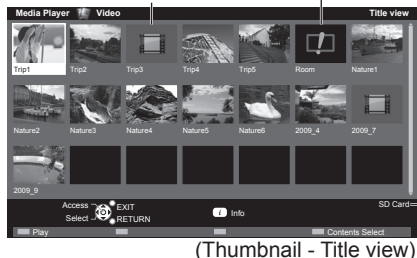 Media Player Video Title view
Trip1 Trip2 Trip3 Trip4 Trip5 Room Nature1
Nature2 Nature3 Nature4 Nature5 Nature6 2009_4 2009_7
2009_9
Access EXIT SD Card
Select RETURN i Info
Play Contents Select
(Thumbnail - Title view)